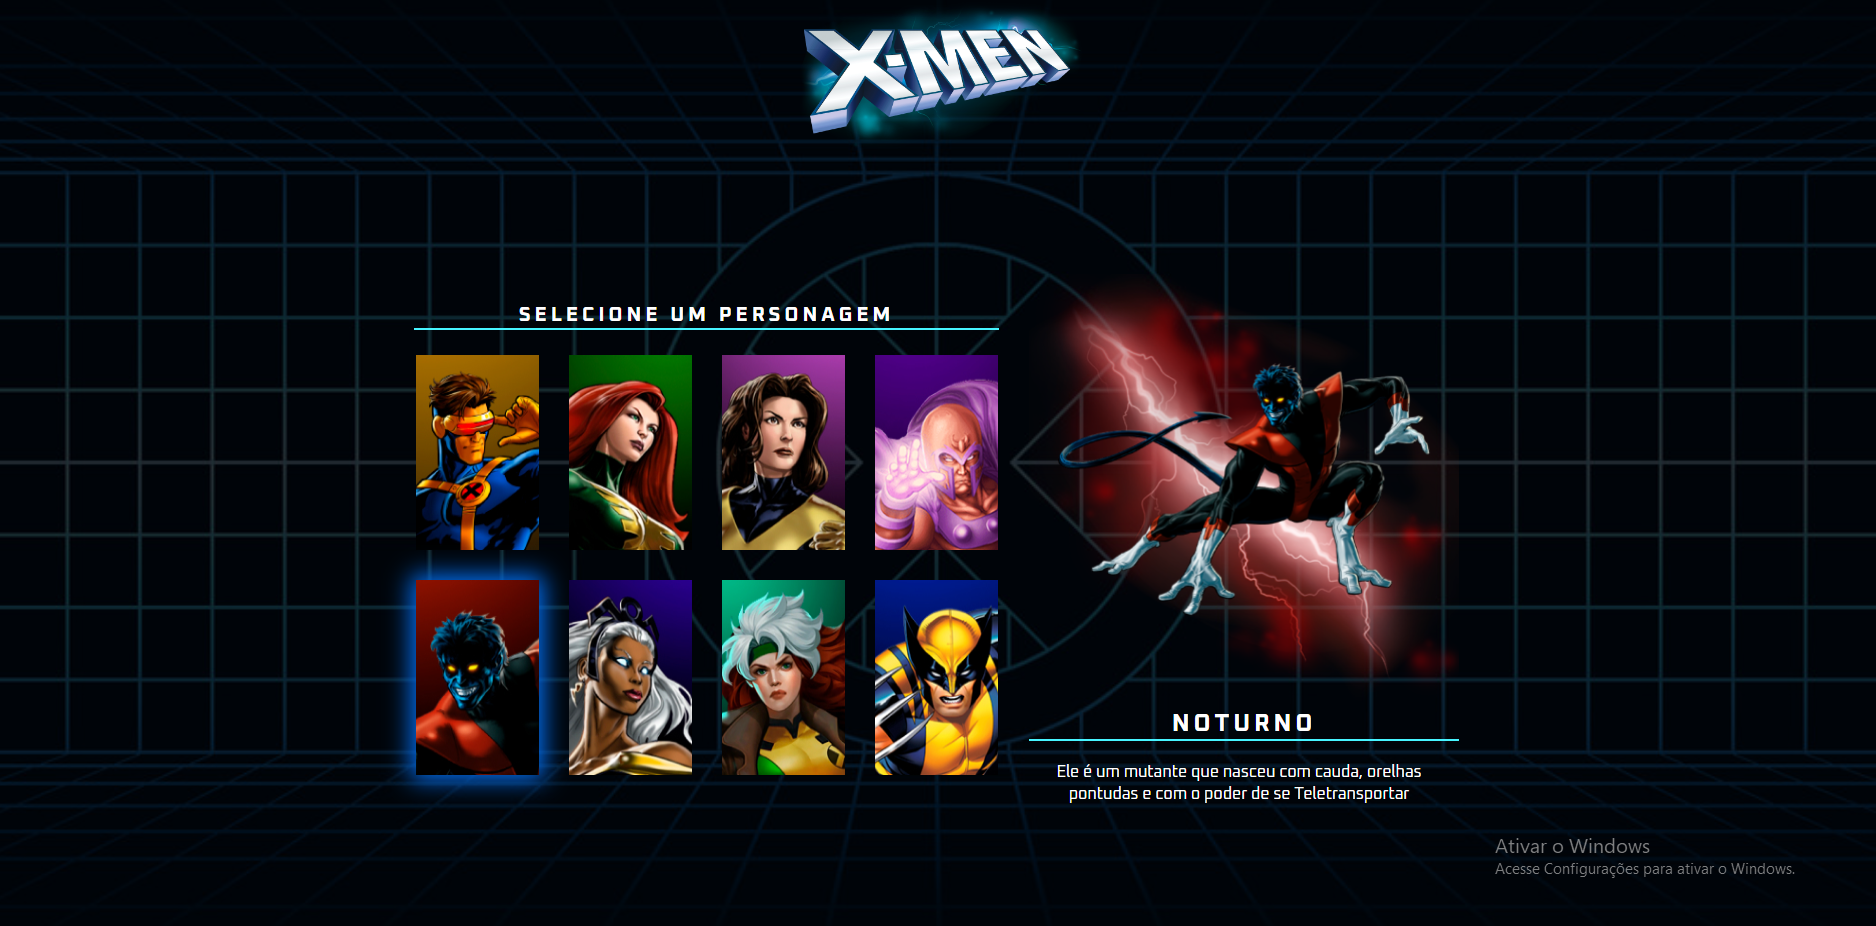 X-MEN
SELECIONE UM PERSONAGEM
NOTURNO
Ele é um mutante que nasceu com cauda, orelhas
pontudas e com o poder de se Teletransportar
Ativar o Windows
Acesse Configurações para ativar o Windows.